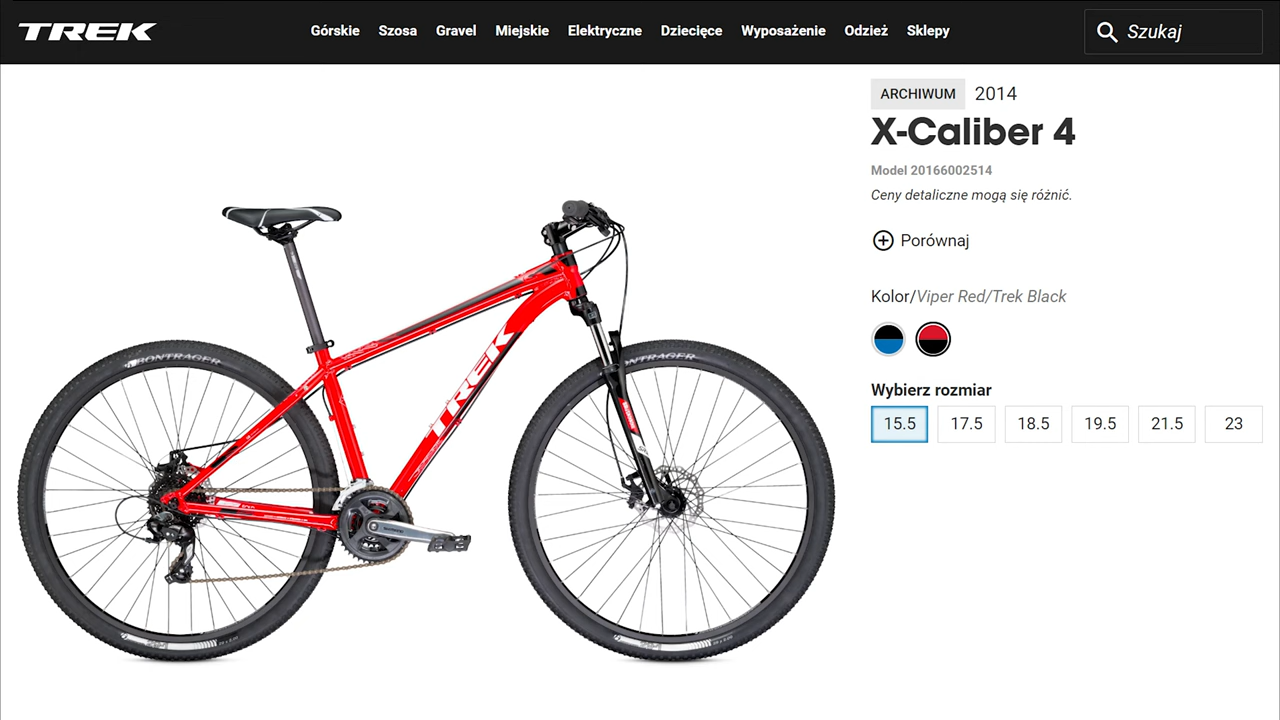 TREK
Górskie Szosa Gravel Miejskie Elektryczne Dziecięce Wyposażenie Odzież Sklepy
Szukaj
ARCHIWUM 2014
X-Caliber 4
Model 20166002514
Ceny detaliczne mogą się różnić.
Porównaj
Kolor/Viper Red/Trek Black
Wybierz rozmiar
15.5 17.5 18.5 19.5 21.5 23
BONTRAGER
TREK